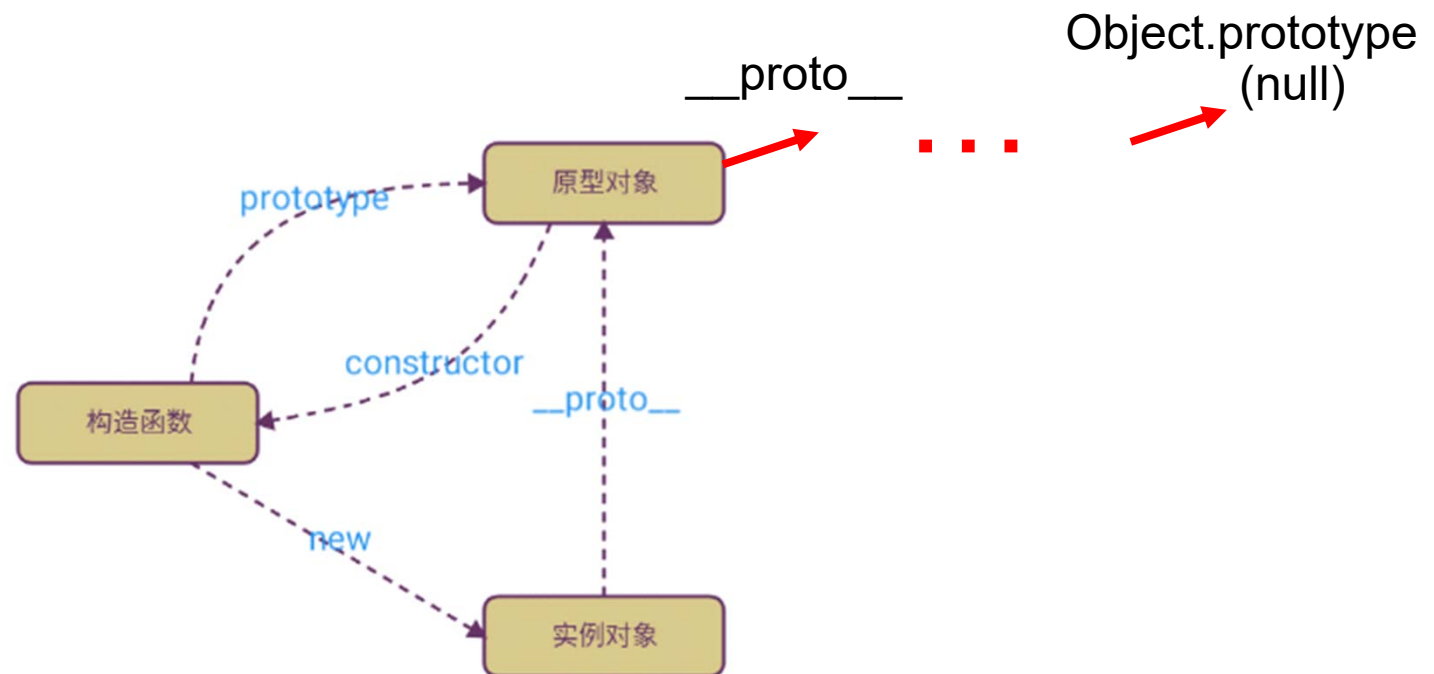 Object.prototype
(null)
__proto__
原型对象
prototype
constructor
__proto__
构造函数
new
实例对象